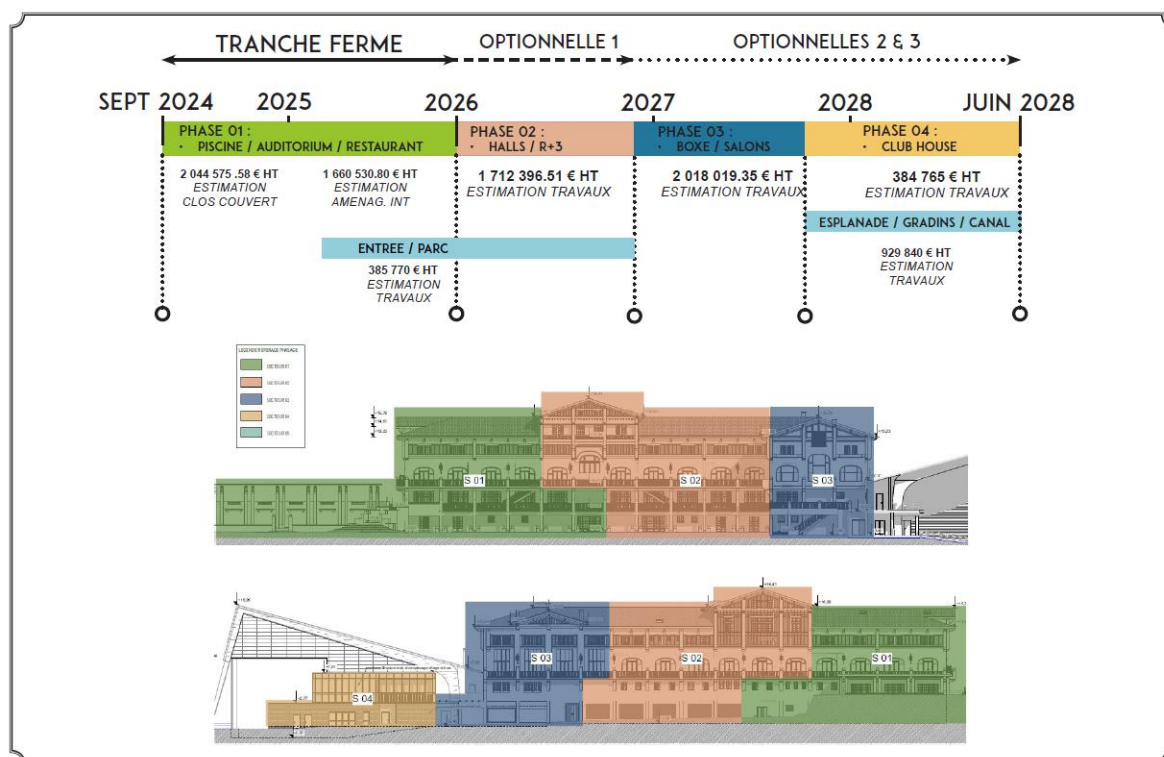 TRANCHE FERME
OPTIONNELLE 1
OPTIONNELLES 2 & 3
SEPT 2024
2025
2026
2027
2028
JUIN 2028
PHASE 01 :
• PISCINE / AUDITORIUM / RESTAURANT
PHASE 02 :
• HALLS / R+3
PHASE 03 :
• BOXE / SALONS
PHASE 04 :
• CLUB HOUSE
2 044 575 .58 € HT
ESTIMATION
CLOS COUVERT
1 660 530.80 € HT
ESTIMATION
AMENAG. INT
1 712 396.51 € HT
ESTIMATION TRAVAUX
2 018 019.35 € HT
ESTIMATION TRAVAUX
384 765 € HT
ESTIMATION TRAVAUX
ESPLANADE / GRADINS / CANAL
929 840 € HT
ESTIMATION
TRAVAUX
ENTREE / PARC
385 770 € HT
ESTIMATION
TRAVAUX
S 01
S 02
S 03
S 04
S 03
S 02
S 01